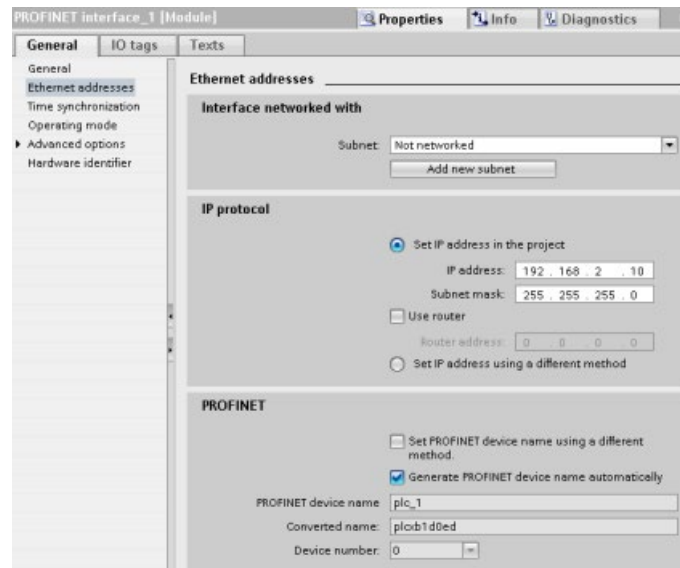 PROFINET interface_1 [Module]
Properties
Info
Diagnostics
General
IO tags
Texts
General
Ethernet addresses
Time synchronization
Operating mode
Advanced options
Hardware identifier
Ethernet addresses
Interface networked with
Subnet: Not networked
Add new subnet
IP protocol
Set IP address in the project
IP address: 192 . 168 . 2 . 10
Subnet mask: 255 . 255 . 255 . 0
Use router
Router address: 0 . 0 . 0 . 0
Set IP address using a different method
PROFINET
Set PROFINET device name using a different
method.
Generate PROFINET device name automatically
PROFINET device name plc_1
Converted name: plcxb1d0ed
Device number: 0